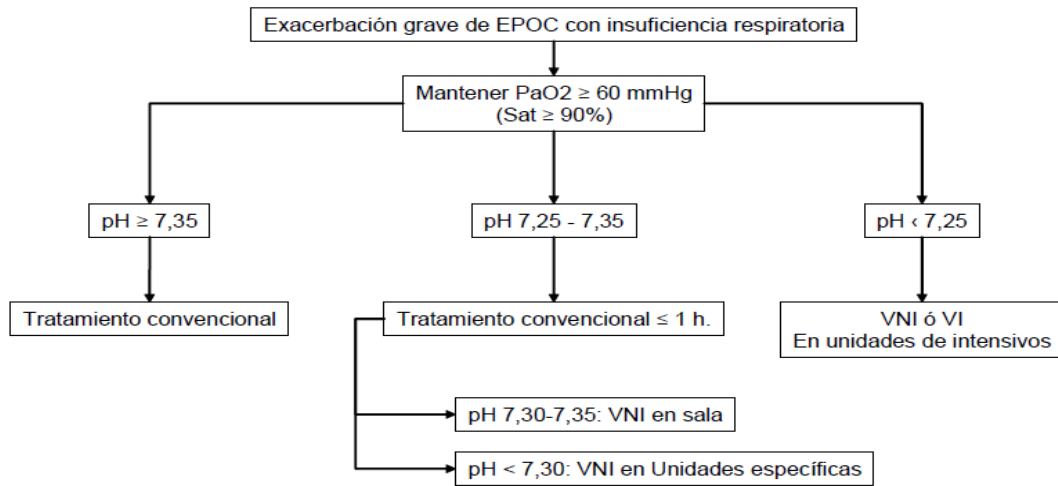 Exacerbación grave de EPOC con insuficiencia respiratoria
Mantener PaO2 ≥ 60 mmHg
(Sat ≥ 90%)
pH ≥ 7,35
pH 7,25 - 7,35
pH ‹ 7,25
Tratamiento convencional
Tratamiento convencional ≤ 1 h.
VNI ó VI
En unidades de intensivos
pH 7,30-7,35: VNI en sala
pH < 7,30: VNI en Unidades específicas